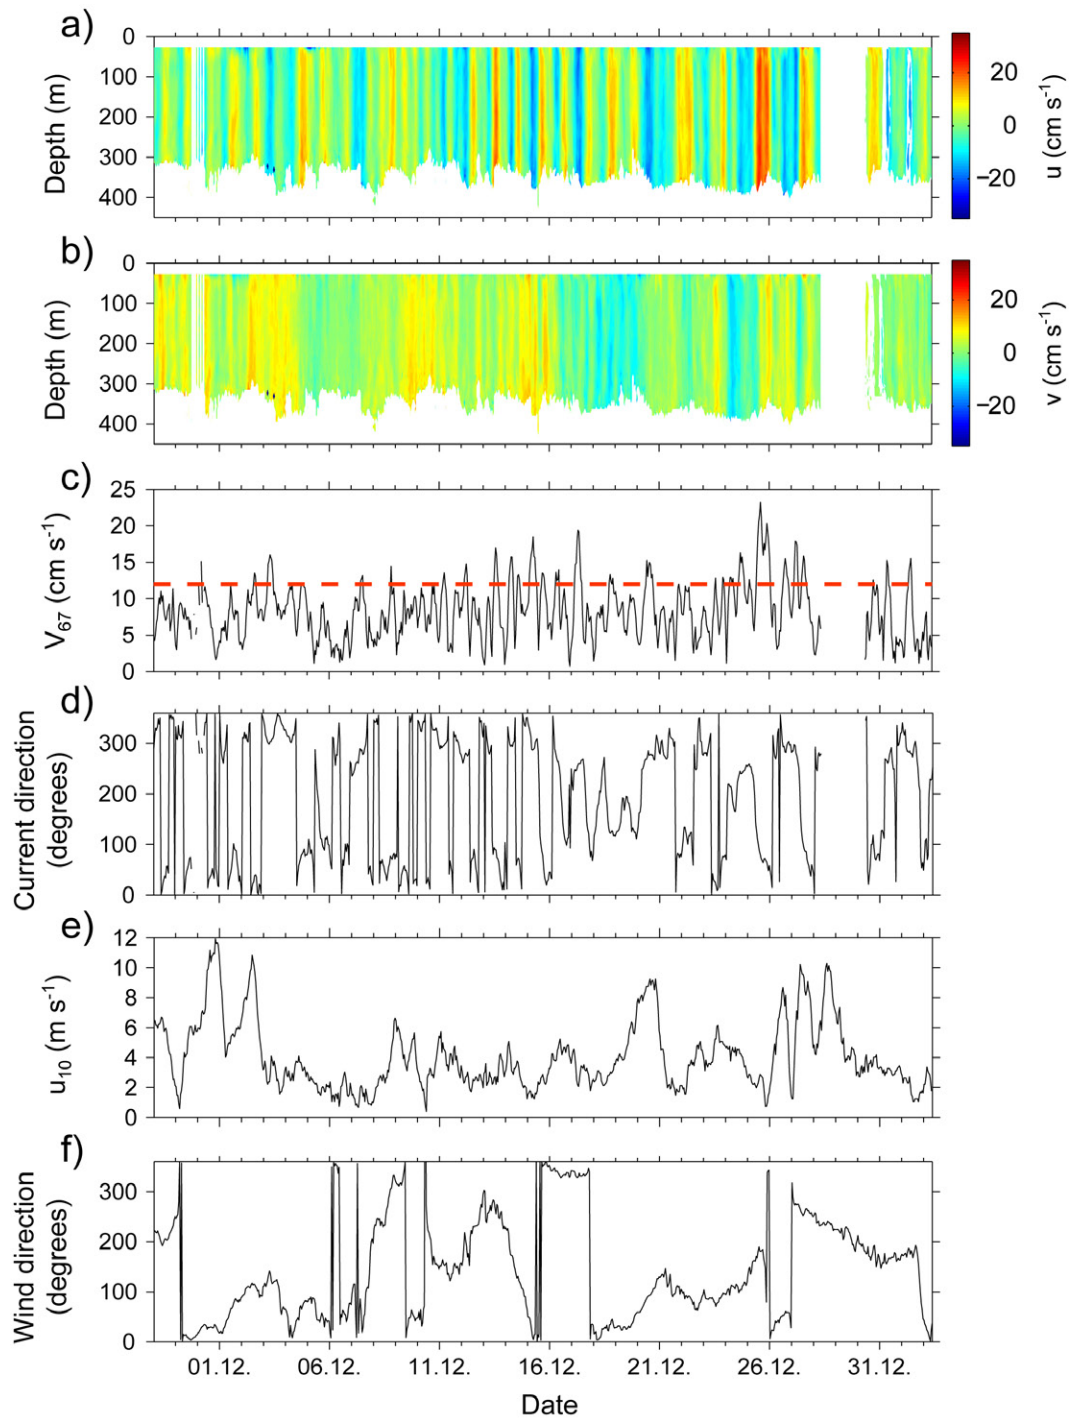 a)
0
100
200
300
400
Depth (m)
20
0
−20
u (cm s-1)
b)
0
100
200
300
400
Depth (m)
20
0
−20
v (cm s-1)
c)
25
20
15
10
5
0
V67 (cm s-1)
d)
300
200
100
0
Current direction
(degrees)
e)
12
10
8
6
4
2
0
u10 (m s-1)
f)
300
200
100
0
Wind direction
(degrees)
01.12. 06.12. 11.12. 16.12. 21.12. 26.12. 31.12.
Date